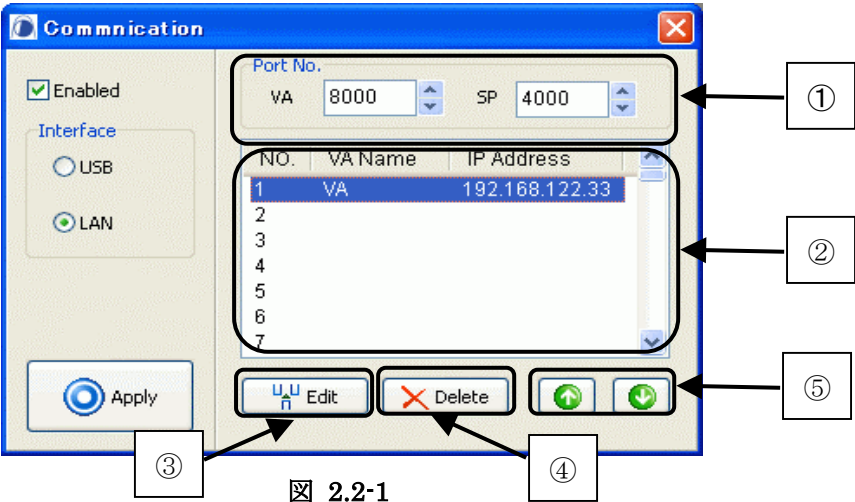 Commnication
Enabled
Interface
USB
LAN
Apply
Port No.
VA 8000 SP 4000
NO. VA Name IP Address
1 VA 192.168.122.33
2
3
4
5
6
7
Edit Delete
①
②
③
④
⑤
図 2.2-1